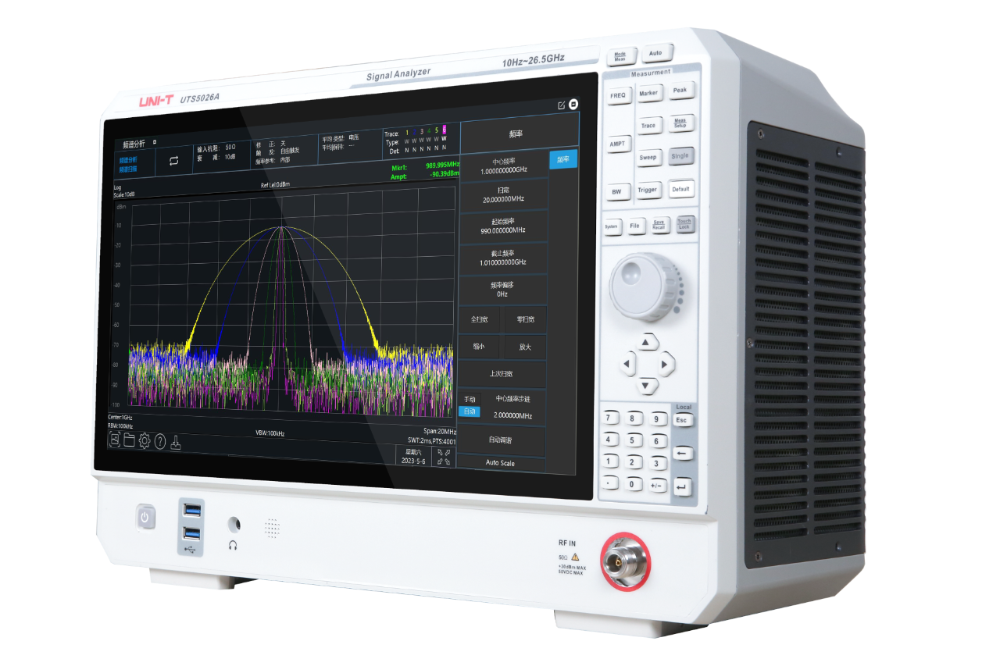 10Hz~26.5GHz
Signal Analyzer
UNI-T UTS5026A
频谱分析
频谱分析
频谱扫描
输入抗阻: 50Ω
衰 减: 10dB
修 正: 关
触 发: 自由触发
频率参考: 内部
平均 类型: 电压
平均|保持: ---
Trace: 1 2 3 4 5 6
Type: W W W W W W
Det: N N N N N N
Mkr1: 989.995MHz
Ampt: -90.39dBm
Log
Scale:10dB
Ref Lel:0dBm
dBm
-10
-20
-30
-40
-50
-60
-70
-80
-90
-100
Center:1GHz
RBW:100kHz
VBW:100kHz
Span:20MHz
SWT:2ms,PTS:4001
星期六
2023-5-6
频率
频率
中心频率
1.000000000GHz
扫宽
20.000000MHz
起始频率
990.000000MHz
截止频率
1.010000000GHz
频率偏移
0Hz
全扫宽 零扫宽
缩小 放大
上次扫宽
手动
自动
中心频率步进
2.000000MHz
自动调谐
Auto Scale
Mode
Meas
Auto
Measurment
FREQ
Marker
Peak
Trace
Meas
Setup
AMPT
Sweep
Single
BW
Trigger
Default
System
File
Save
Recall
Touch
Lock
Local
7 8 9 Esc
4 5 6 ←
1 2 3
. 0 +/− ↵
RF IN
50Ω
+30dBm MAX
50VDC MAX